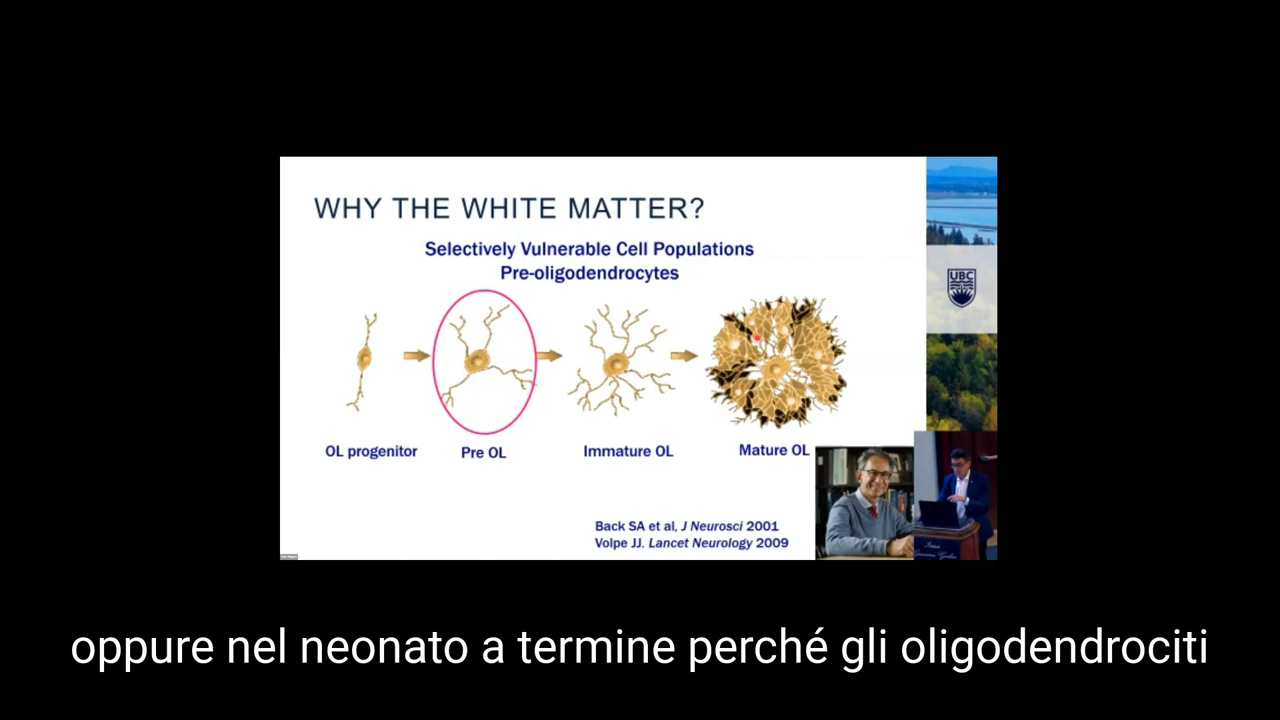 WHY THE WHITE MATTER?
Selectively Vulnerable Cell Populations
Pre-oligodendrocytes
UBC
OL progenitor
Pre OL
Immature OL
Mature OL
Back SA et al, J Neurosci 2001
Volpe JJ. Lancet Neurology 2009
oppure nel neonato a termine perché gli oligodendrociti